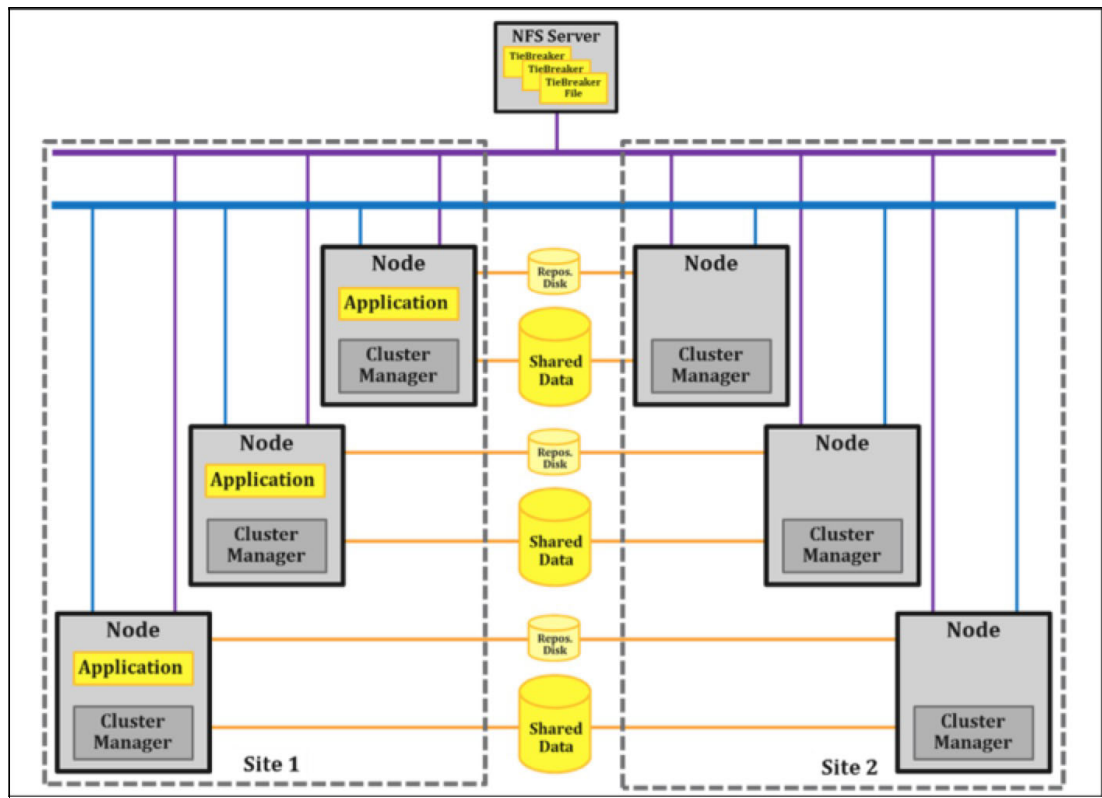 NFS Server
TieBreaker
TieBreaker
TieBreaker
File
Node
Application
Cluster
Manager
Repos.
Disk
Shared
Data
Node
Cluster
Manager
Node
Application
Cluster
Manager
Repos.
Disk
Shared
Data
Node
Cluster
Manager
Node
Application
Cluster
Manager
Repos.
Disk
Shared
Data
Node
Cluster
Manager
Site 1
Site 2